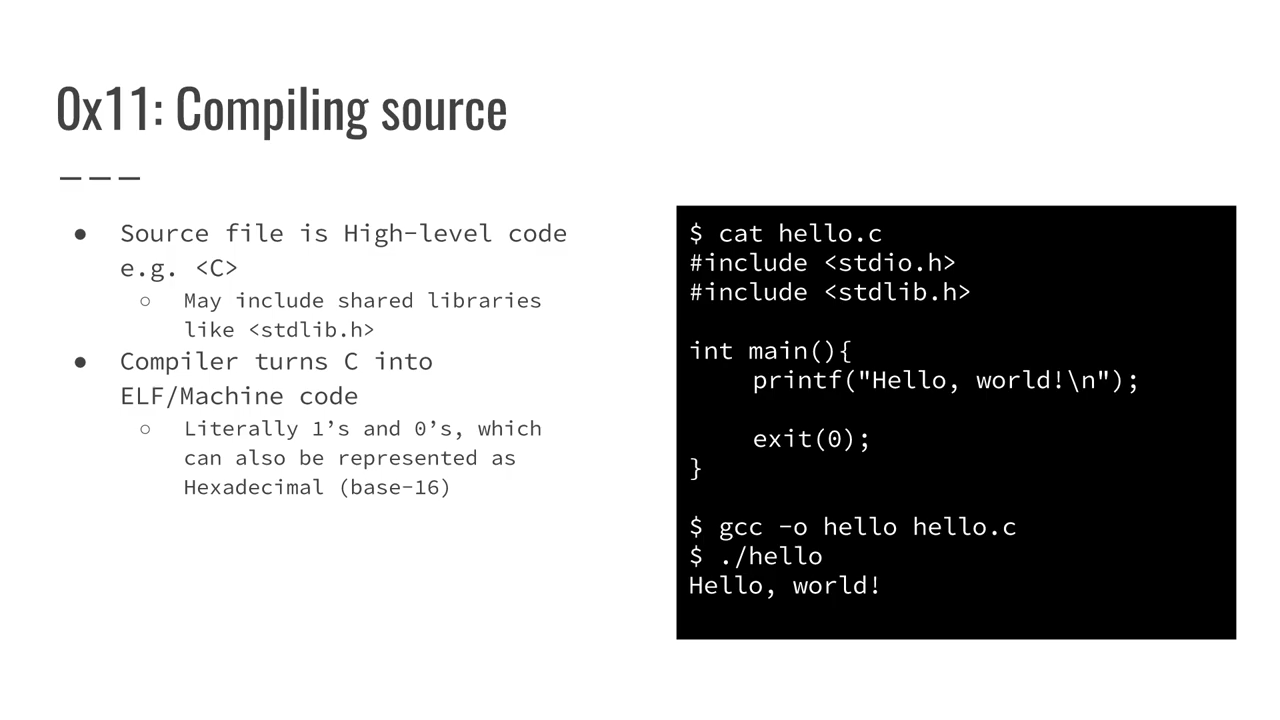 0x11: Compiling source
● Source file is High-level code
e.g. <C>
○ May include shared libraries
like <stdlib.h>
● Compiler turns C into
ELF/Machine code
○ Literally 1’s and 0’s, which
can also be represented as
Hexadecimal (base-16)
$ cat hello.c
#include <stdio.h>
#include <stdlib.h>
int main(){
printf("Hello, world!\n");
exit(0);
}
$ gcc -o hello hello.c
$ ./hello
Hello, world!